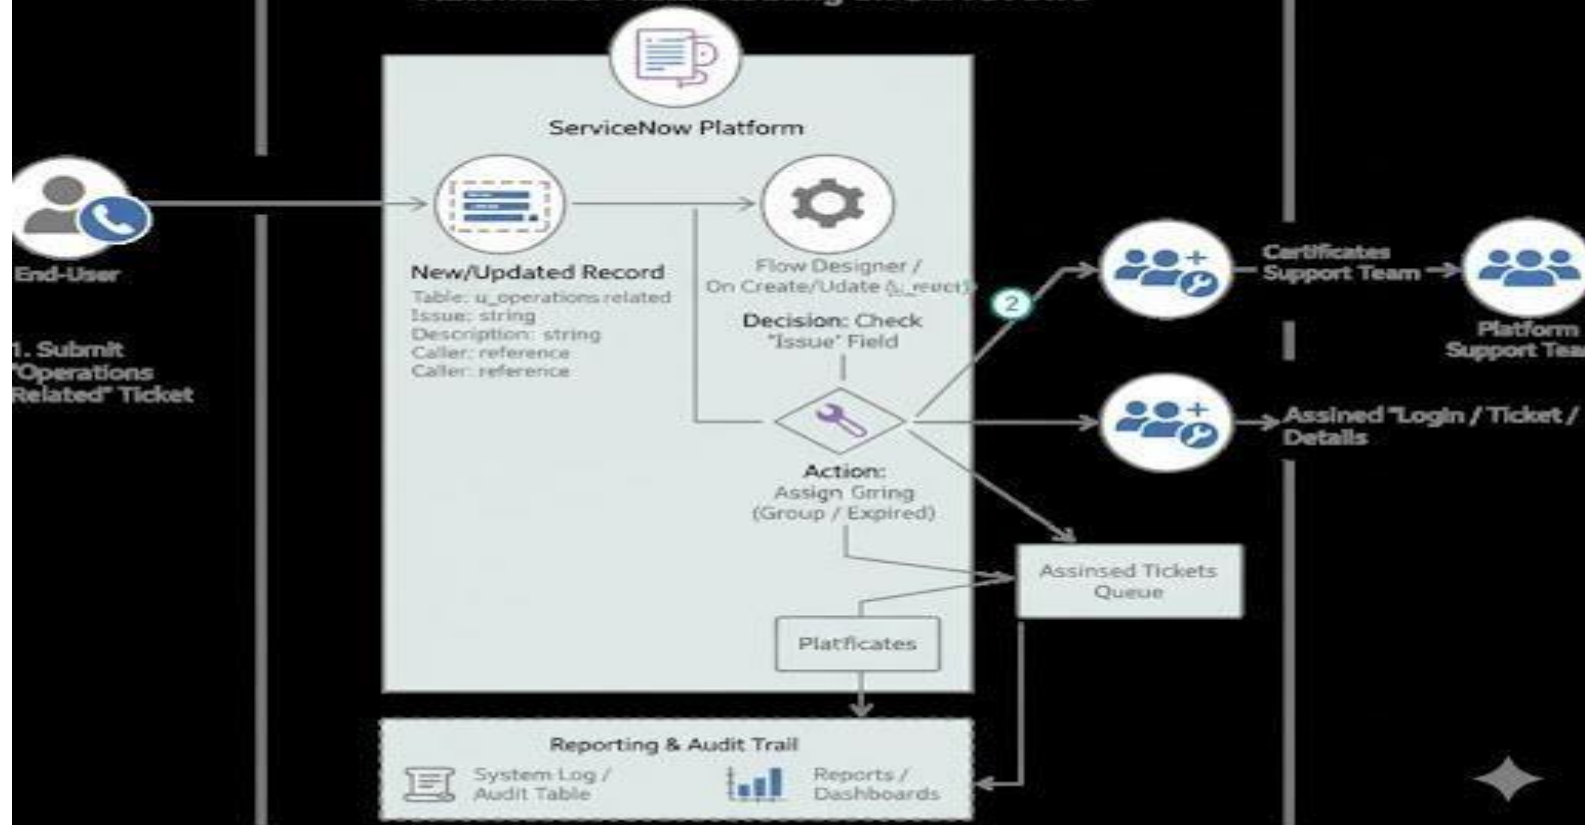 ServiceNow Platform
End-User
1. Submit
"Operations
Related" Ticket
New/Updated Record
Table: u_operations related
Issue: string
Description: string
Caller: reference
Caller: reference
Flow Designer /
On Create/Udate
Decision: Check
"Issue" Field
2
Action:
Assign Grring
(Group / Expired)
Certificates
Support Team
Platform
Support Tea
Assined "Login / Ticket /
Details
Assinsed Tickets
Queue
Platficates
Reporting & Audit Trail
System Log /
Audit Table
Reports /
Dashboards